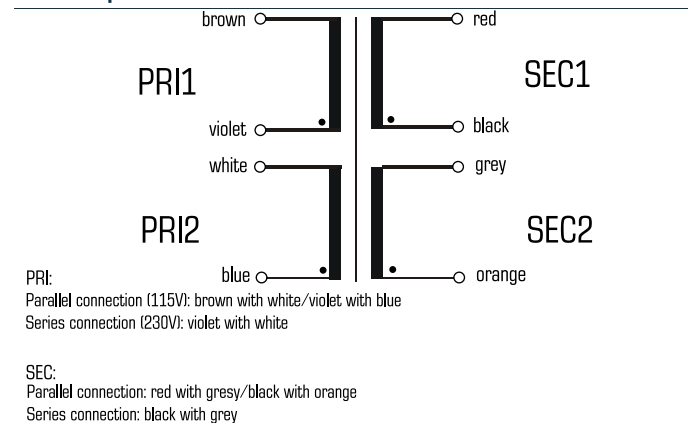 brown
red
PRI1
SEC1
violet
black
white
grey
PRI2
SEC2
blue
orange
PRI:
Parallel connection (115V): brown with white/violet with blue
Series connection (230V): violet with white
SEC:
Parallel connection: red with gresy/black with orange
Series connection: black with grey